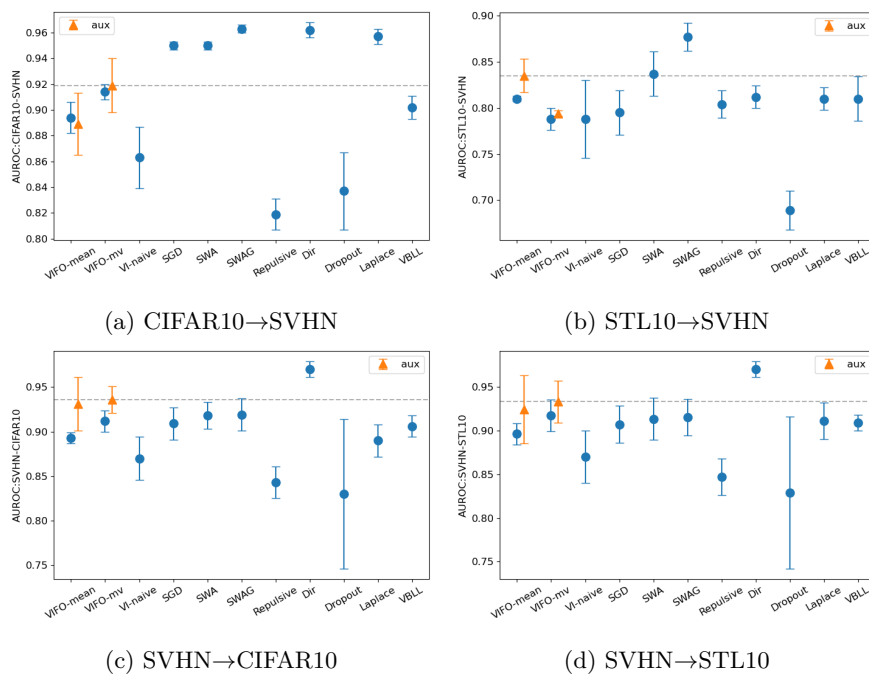 aux
AUROC:CIFAR10-SVHN
0.96
0.94
0.92
0.90
0.88
0.86
0.84
0.82
0.80
VIFO-mean VIFO-mv VI-naive SGD SWA SWAG Repulsive Dir Dropout Laplace VBLL
(a) CIFAR10→SVHN
aux
AUROC:STL10-SVHN
0.90
0.85
0.80
0.75
0.70
VIFO-mean VIFO-mv VI-naive SGD SWA SWAG Repulsive Dir Dropout Laplace VBLL
(b) STL10→SVHN
aux
AUROC:SVHN-CIFAR10
0.95
0.90
0.85
0.80
0.75
VIFO-mean VIFO-mv VI-naive SGD SWA SWAG Repulsive Dir Dropout Laplace VBLL
(c) SVHN→CIFAR10
aux
AUROC:SVHN-STL10
0.95
0.90
0.85
0.80
0.75
VIFO-mean VIFO-mv VI-naive SGD SWA SWAG Repulsive Dir Dropout Laplace VBLL
(d) SVHN→STL10